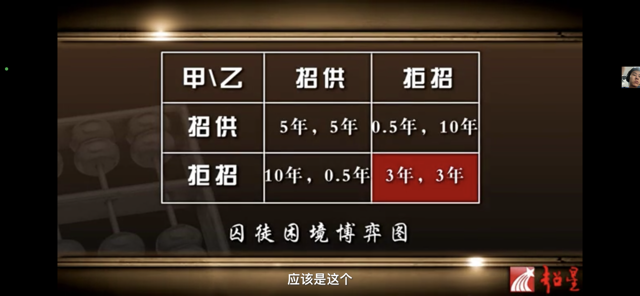 甲\乙 招供 拒招
招供 5年，5年 0.5年，10年
拒招 10年，0.5年 3年，3年
囚徒困境博弈图
应该是这个
超星